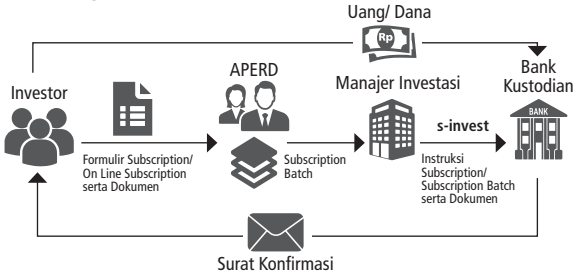 Uang/ Dana
Rp
Investor
APERD
Manajer Investasi
Bank
Kustodian
BANK
s-invest
Formulir Subscription/
On Line Subscription
serta Dokumen
Subscription
Batch
Instruksi
Subscription/
Subscription Batch
serta Dokumen
Surat Konfirmasi